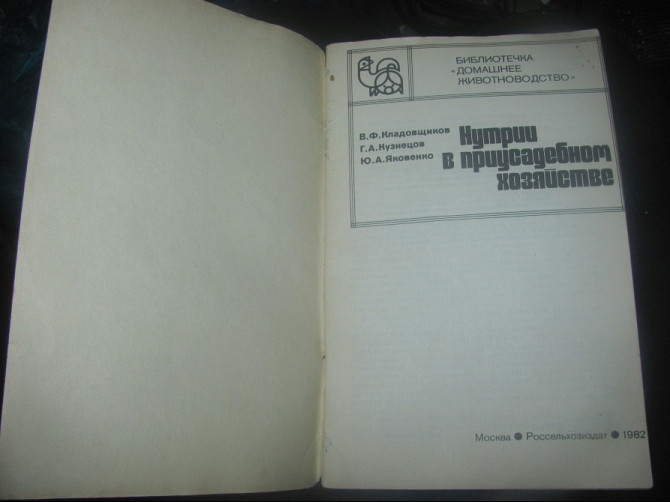 БИБЛИОТЕЧКА
«ДОМАШНЕЕ
ЖИВОТНОВОДСТВО»
В.Ф.Кладовщиков
Г.А.Кузнецов
Ю.А.Яковенко
Нутрии
в приусадебном
хозяйстве
Москва ● Россельхозиздат ● 1982